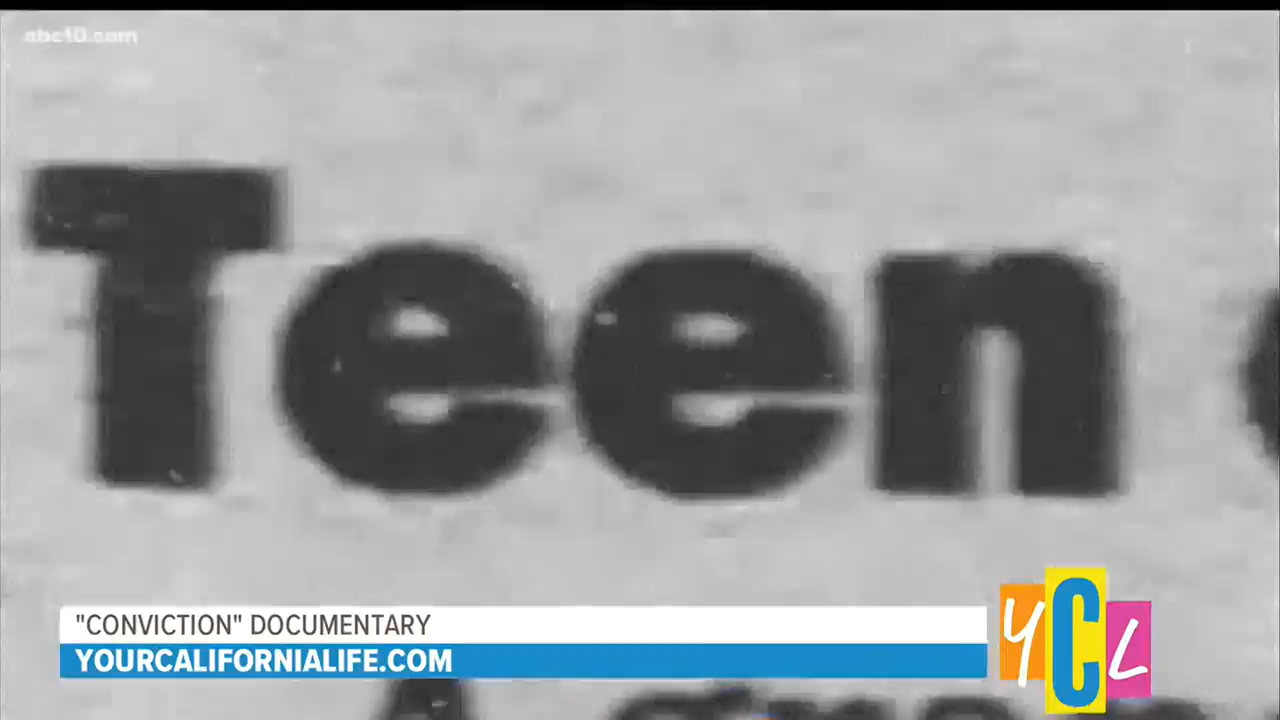 abc10.com
Teen
"CONVICTION" DOCUMENTARY
YCL
YOURCALIFORNIALIFE.COM